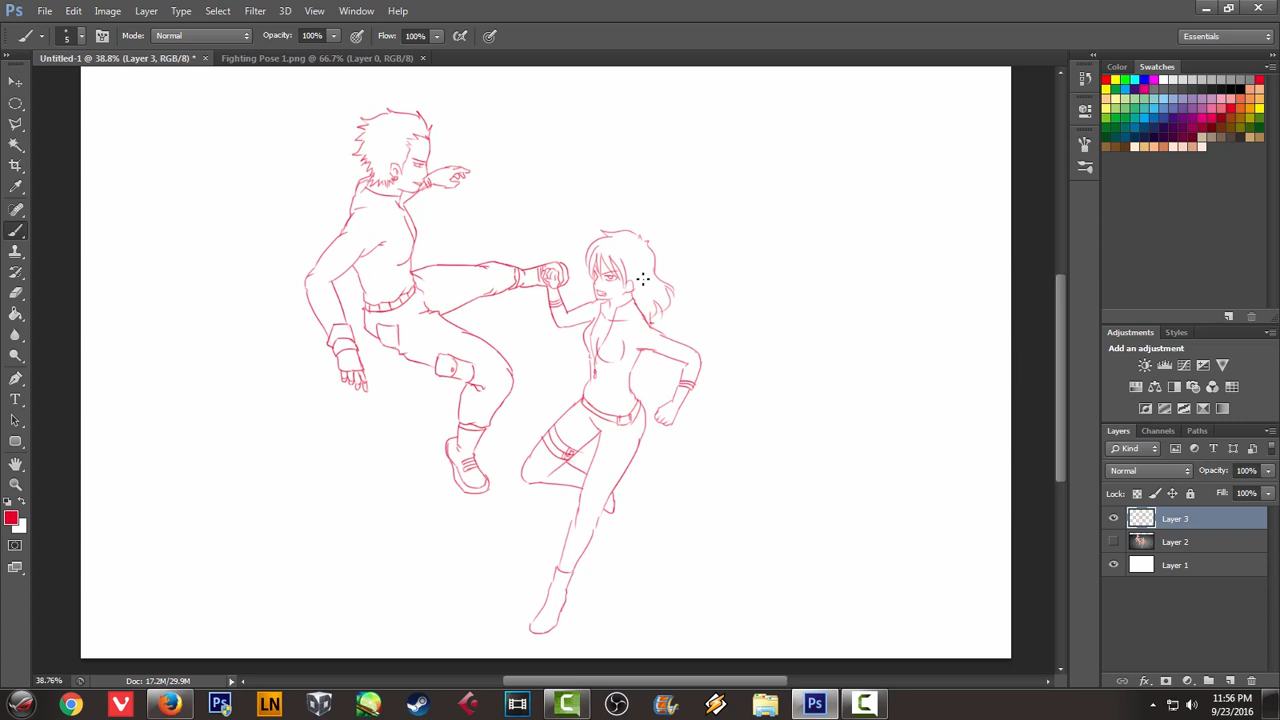 Ps File Edit Image Layer Type Select Filter 3D View Window Help
5 Mode: Normal Opacity: 100% Flow: 100% Essentials
Untitled-1 @ 38.8% (Layer 3, RGB/8) * × Fighting Pose 1.png @ 66.7% (Layer 0, RGB/8) ×
Color Swatches
Adjustments Styles
Add an adjustment
Layers Channels Paths
Kind
Normal Opacity: 100%
Lock: Fill: 100%
Layer 3
Layer 2
Layer 1
38.76% Doc: 17.2M/29.9M
Ps LN Ps
11:56 PM
9/23/2016